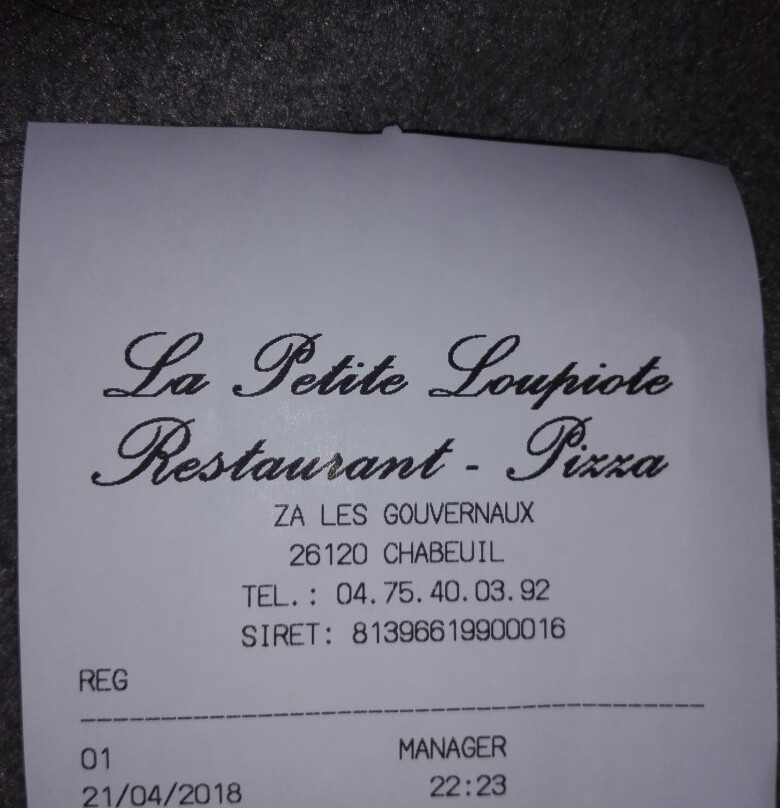 La Petite Loupiote
Restaurant - Pizza
ZA LES GOUVERNAUX
26120 CHABEUIL
TEL.: 04.75.40.03.92
SIRET: 81396619900016
REG
01 MANAGER
21/04/2018 22:23